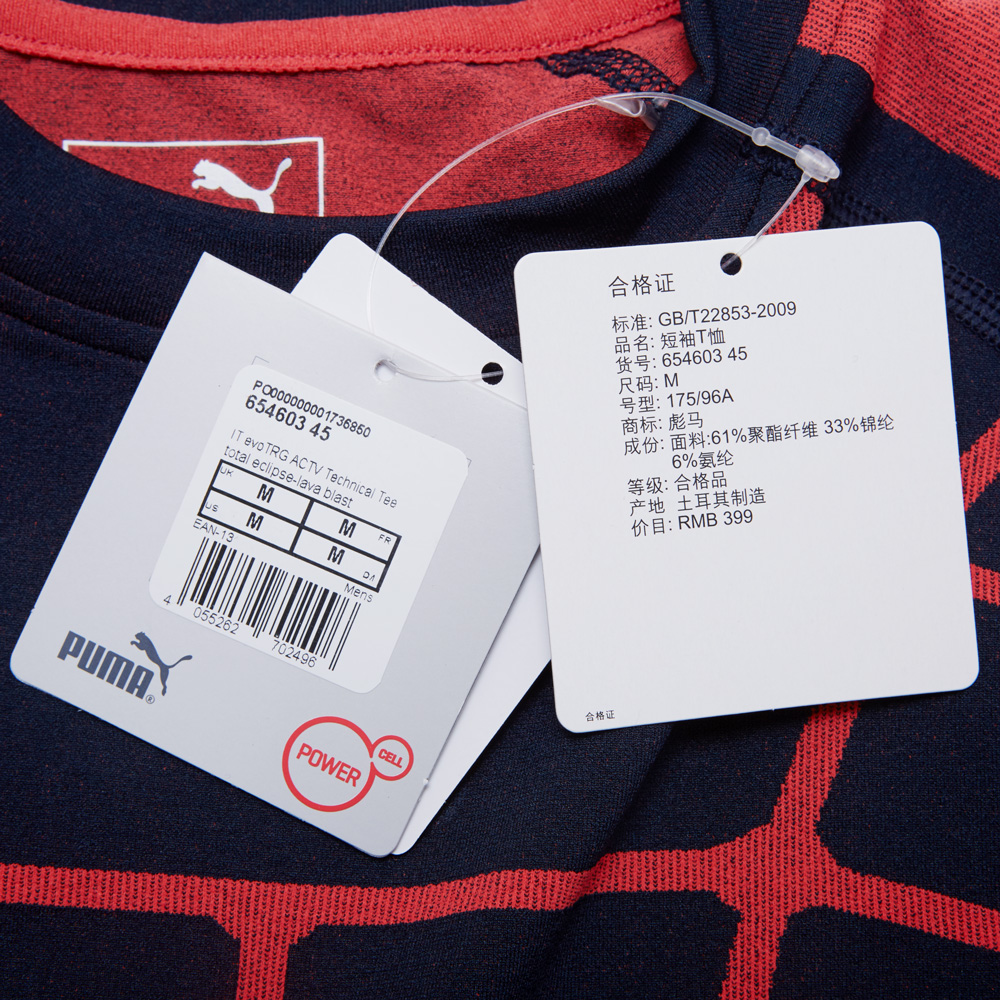 PO000000001736850
654603 45
IT evoTRG ACTV Technical Tee
total eclipse-lava blast
UK M
M FR
US M
M DA
EAN-13
Mens
4 055262 702496
PUMA®
POWER CELL
合格证
标准: GB/T22853-2009
品名: 短袖T恤
货号: 654603 45
尺码: M
号型: 175/96A
商标: 彪马
成份: 面料:61%聚酯纤维 33%锦纶
6%氨纶
等级: 合格品
产地 土耳其制造
价目: RMB 399
合格证